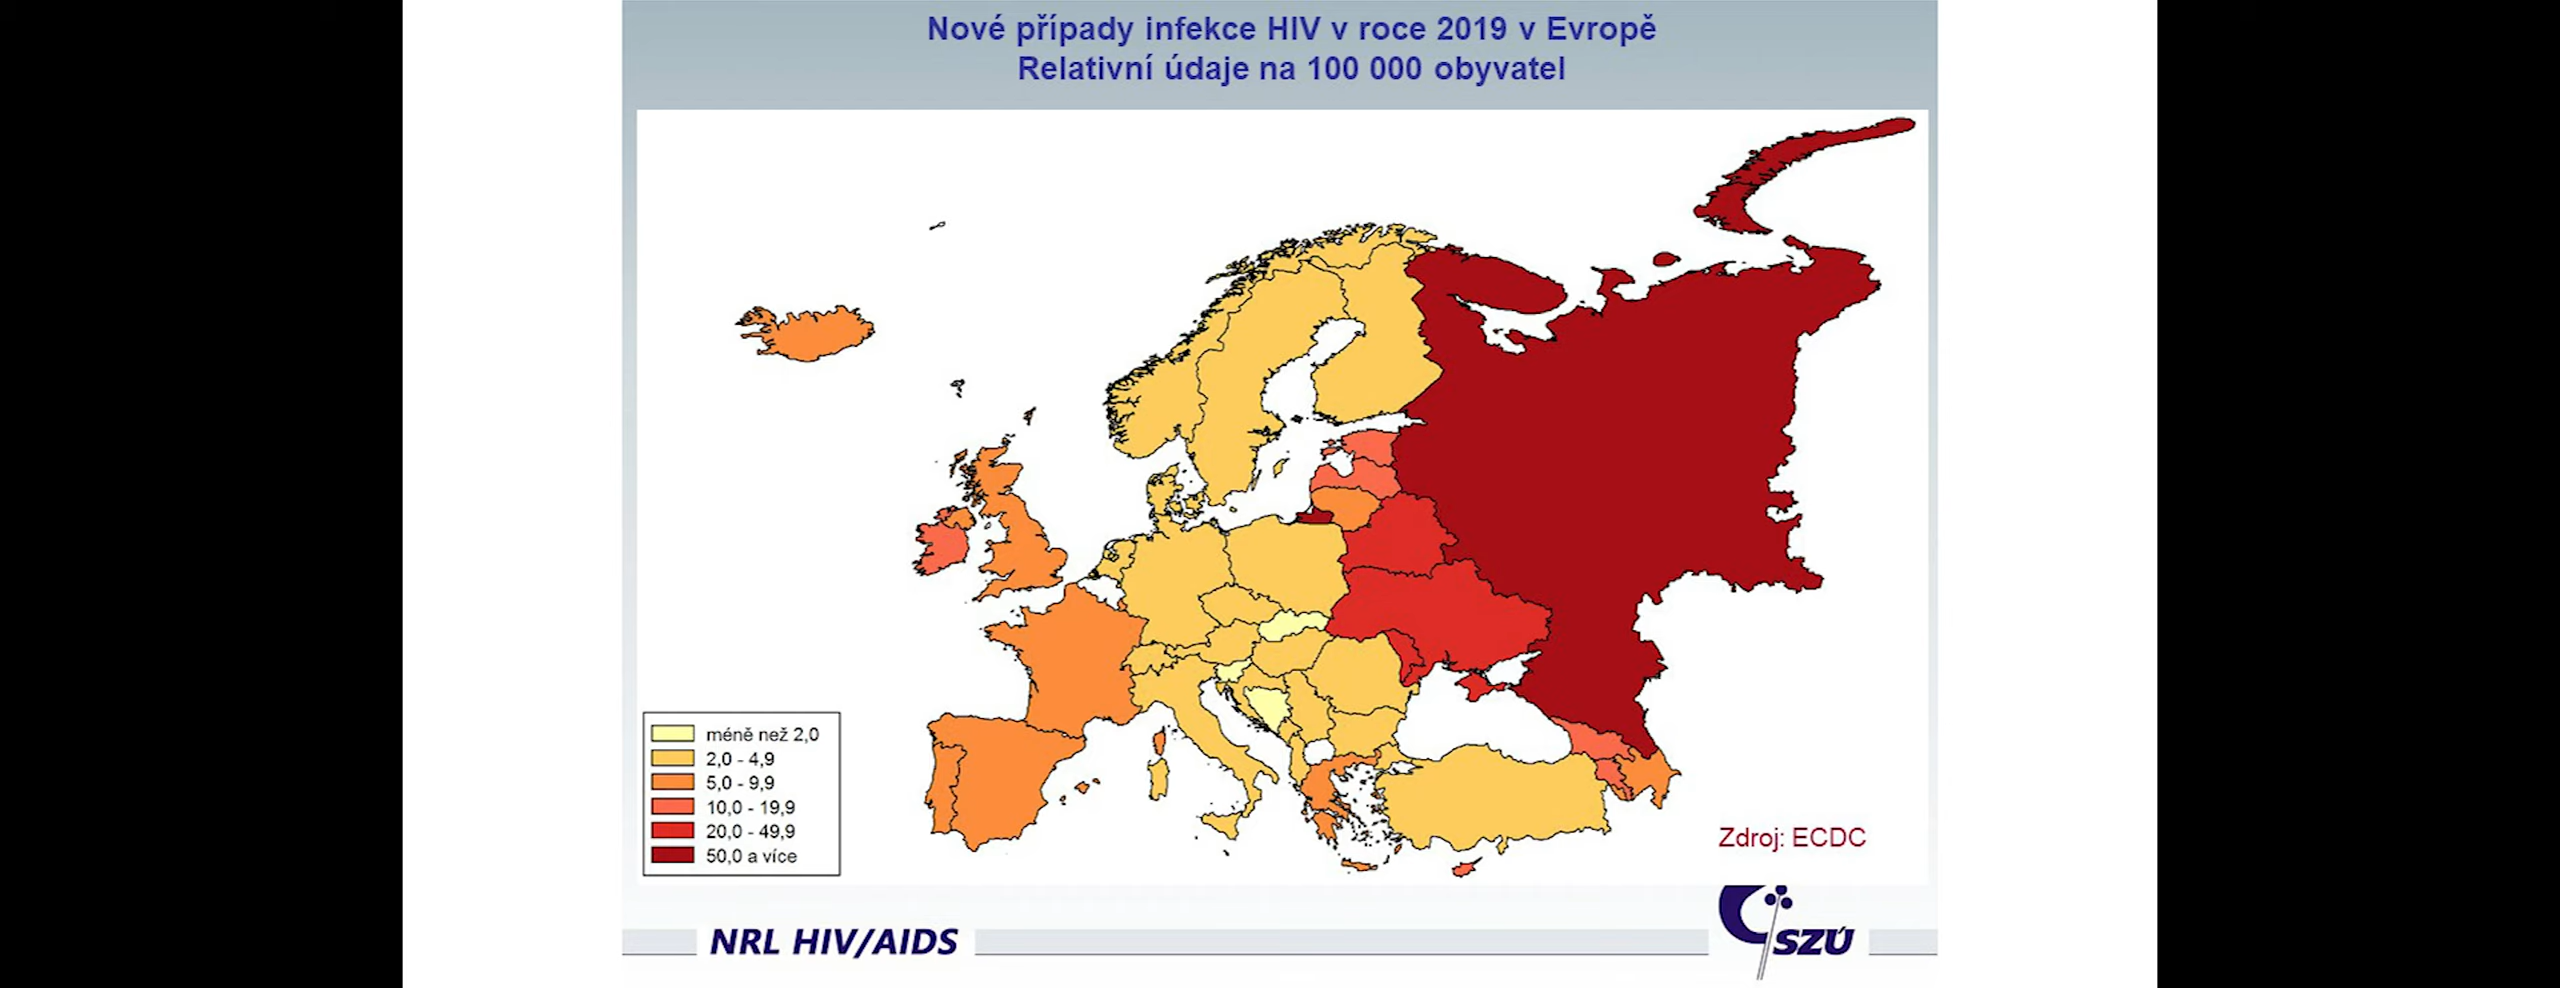 Nové případy infekce HIV v roce 2019 v Evropě
Relativní údaje na 100 000 obyvatel
méně než 2,0
2,0 - 4,9
5,0 - 9,9
10,0 - 19,9
20,0 - 49,9
50,0 a více
Zdroj: ECDC
NRL HIV/AIDS
SZÚ